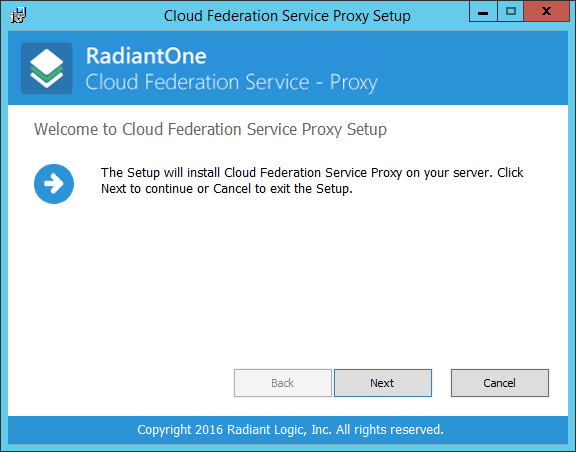 Cloud Federation Service Proxy Setup
RadiantOne
Cloud Federation Service - Proxy
Welcome to Cloud Federation Service Proxy Setup
The Setup will install Cloud Federation Service Proxy on your server. Click
Next to continue or Cancel to exit the Setup.
Back
Next
Cancel
Copyright 2016 Radiant Logic, Inc. All rights reserved.